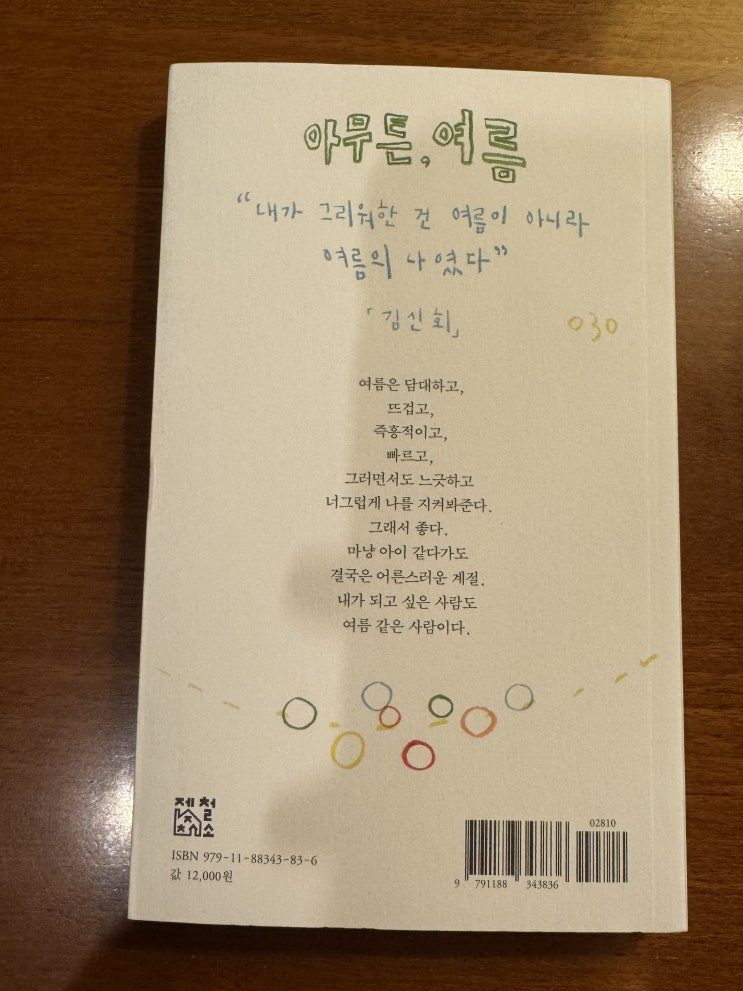 아무튼, 여름
“내가 그리워한 건 여름이 아니라
여름의 나였다”
「김신회」
030
여름은 담대하고,
뜨겁고,
즉흥적이고,
빠르고,
그러면서도 느긋하고
너그럽게 나를 지켜봐준다.
그래서 좋다.
마냥 아이 같다가도
결국은 어른스러운 계절.
내가 되고 싶은 사람도
여름 같은 사람이다.
제철소
ISBN 979-11-88343-83-6
값 12,000원
02810
9 791188 343836